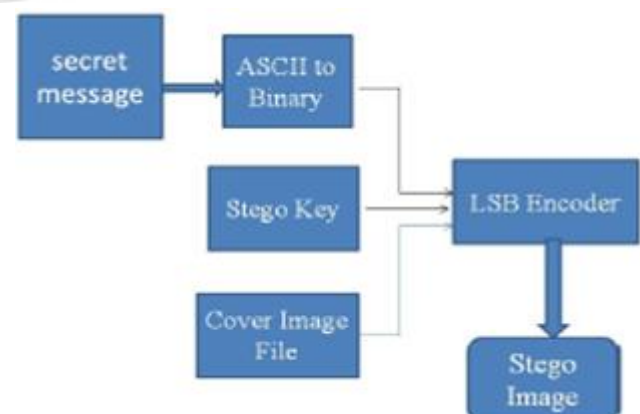 secret
message
ASCII to
Binary
Stego Key
LSB Encoder
Cover Image
File
Stego
Image